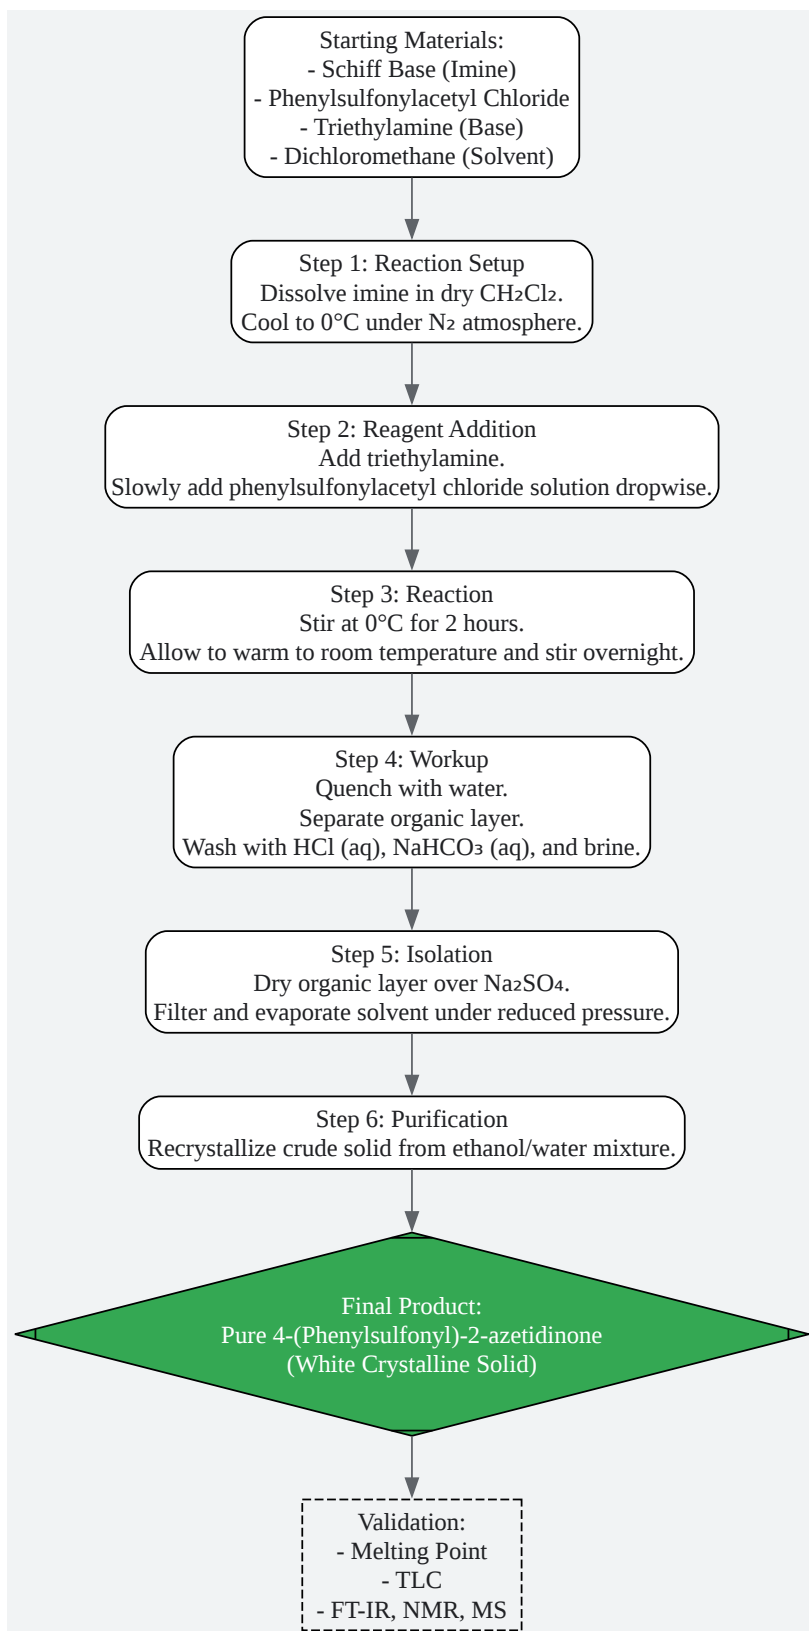 Starting Materials:
- Schiff Base (Imine)
- Phenylsulfonylacetyl Chloride
- Triethylamine (Base)
- Dichloromethane (Solvent)
Step 1: Reaction Setup
Dissolve imine in dry CH₂Cl₂.
Cool to 0°C under N₂ atmosphere.
Step 2: Reagent Addition
Add triethylamine.
Slowly add phenylsulfonylacetyl chloride solution dropwise.
Step 3: Reaction
Stir at 0°C for 2 hours.
Allow to warm to room temperature and stir overnight.
Step 4: Workup
Quench with water.
Separate organic layer.
Wash with HCl (aq), NaHCO₃ (aq), and brine.
Step 5: Isolation
Dry organic layer over Na₂SO₄.
Filter and evaporate solvent under reduced pressure.
Step 6: Purification
Recrystallize crude solid from ethanol/water mixture.
Final Product:
Pure 4-(Phenylsulfonyl)-2-azetidinone
(White Crystalline Solid)
Validation:
- Melting Point
- TLC
- FT-IR, NMR, MS